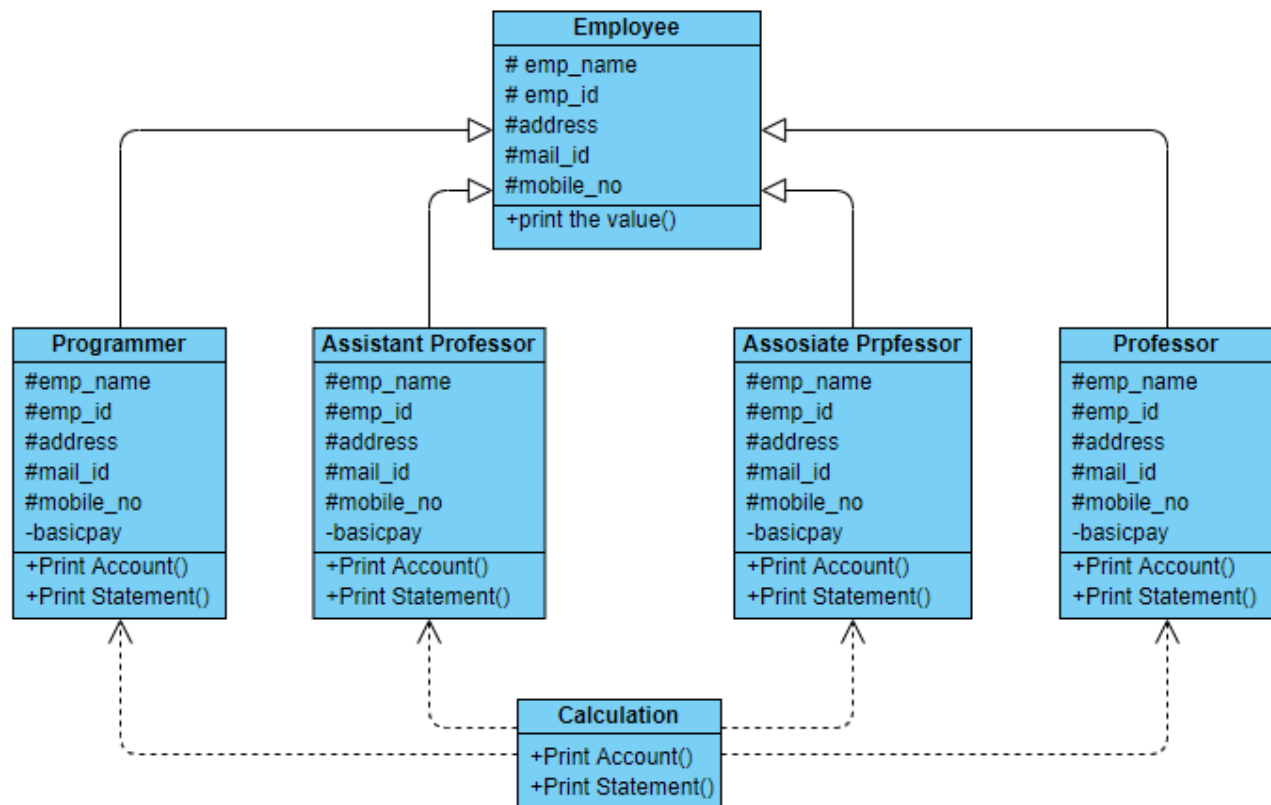 Employee
# emp_name
# emp_id
#address
#mail_id
#mobile_no
+print the value()
Programmer
#emp_name
#emp_id
#address
#mail_id
#mobile_no
-basicpay
+Print Account()
+Print Statement()
Assistant Professor
#emp_name
#emp_id
#address
#mail_id
#mobile_no
-basicpay
+Print Account()
+Print Statement()
Assosiate Prpfessor
#emp_name
#emp_id
#address
#mail_id
#mobile_no
-basicpay
+Print Account()
+Print Statement()
Professor
#emp_name
#emp_id
#address
#mail_id
#mobile_no
-basicpay
+Print Account()
+Print Statement()
Calculation
+Print Account()
+Print Statement()